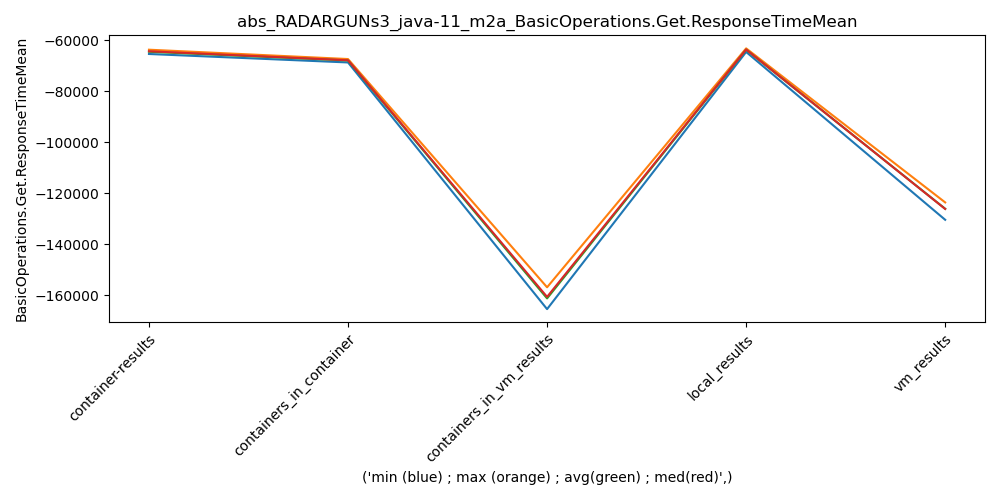 abs_RADARGUNs3_java-11_m2a_BasicOperations.Get.ResponseTimeMean
BasicOperations.Get.ResponseTimeMean
−60000
−80000
−100000
−120000
−140000
−160000
container-results
containers_in_container
containers_in_vm_results
local_results
vm_results
('min (blue) ; max (orange) ; avg(green) ; med(red)',)